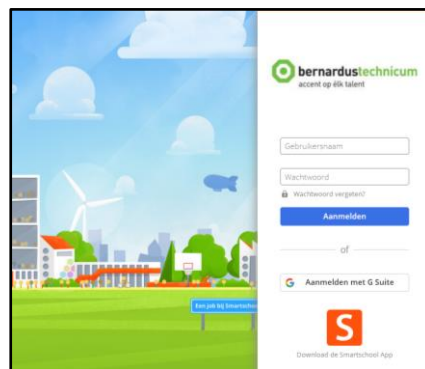 bernardustechnicum
accent op élk talent
Gebruikersnaam
Wachtwoord
Wachtwoord vergeten?
Aanmelden
of
G Aanmelden met G Suite
Een job bij Smartschool
S
Download de Smartschool App